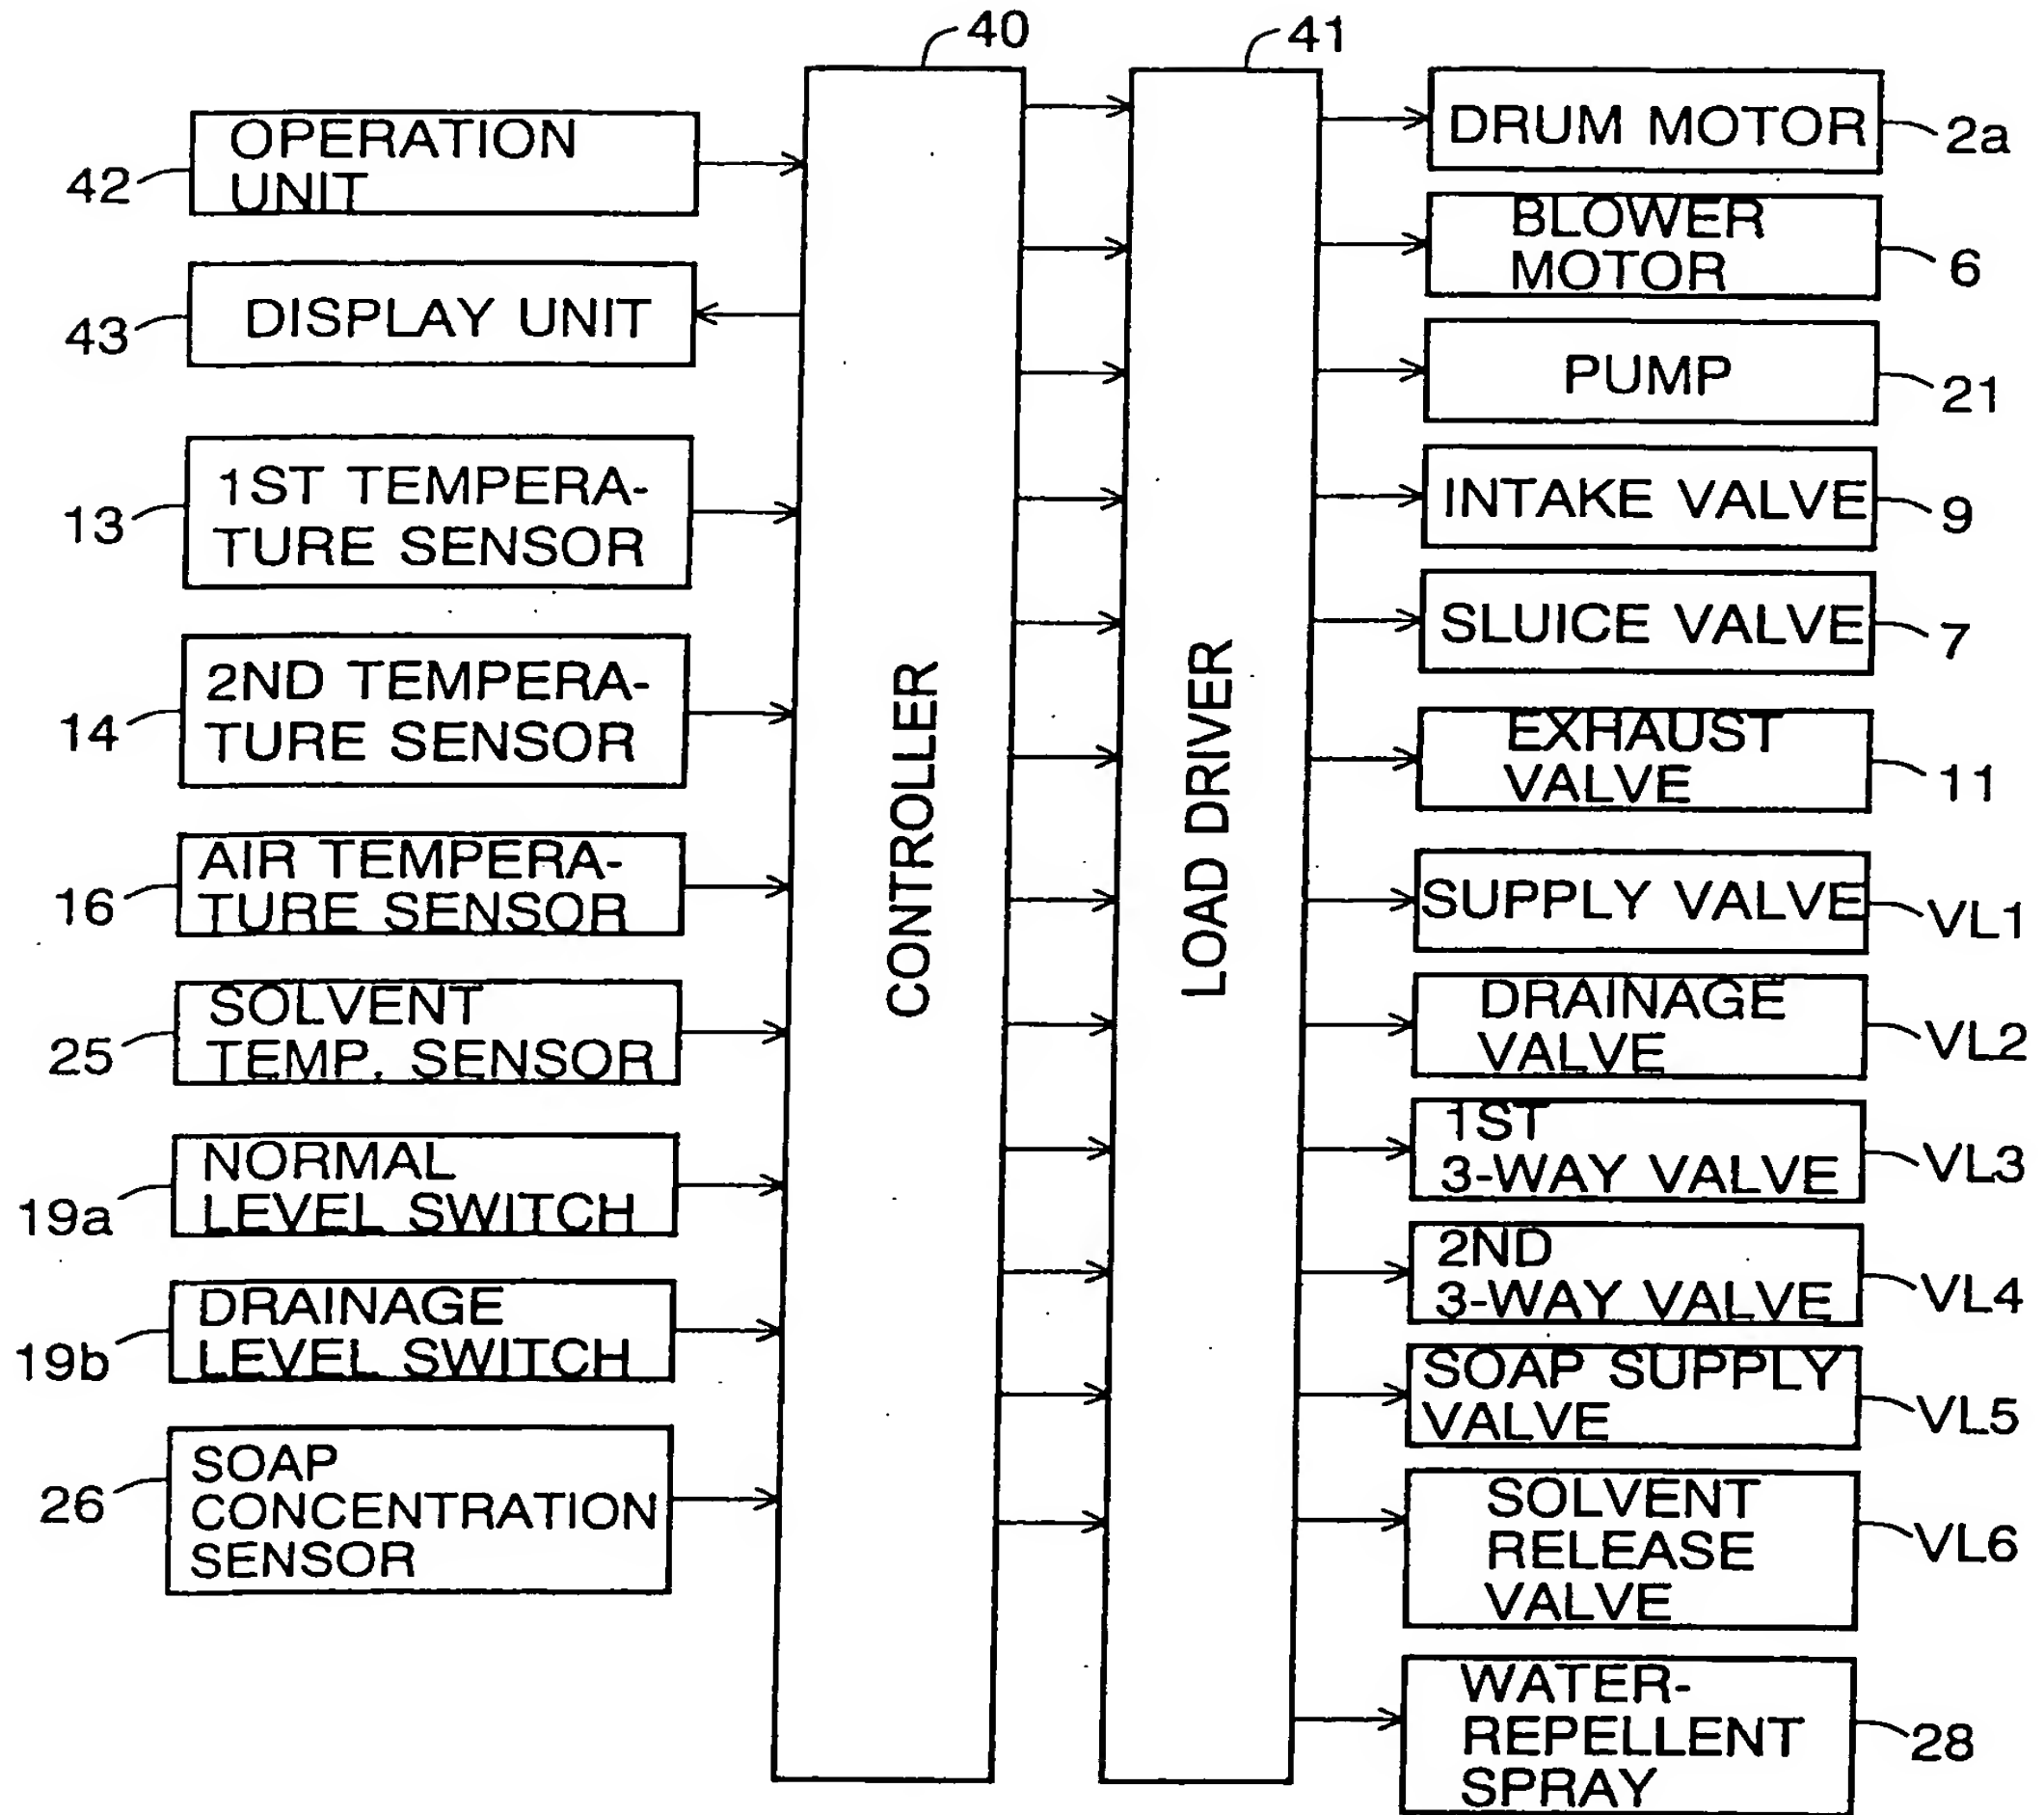 40
41
OPERATION
UNIT
42
DISPLAY UNIT
43
1ST TEMPERA-
TURE SENSOR
13
2ND TEMPERA-
TURE SENSOR
14
AIR TEMPERA-
TURE SENSOR
16
SOLVENT
TEMP. SENSOR
25
NORMAL
LEVEL SWITCH
19a
DRAINAGE
LEVEL SWITCH
19b
SOAP
CONCENTRATION
SENSOR
26
CONTROLLER
LOAD DRIVER
DRUM MOTOR
2a
BLOWER
MOTOR
6
PUMP
21
INTAKE VALVE
9
SLUICE VALVE
7
EXHAUST
VALVE
11
SUPPLY VALVE
VL1
DRAINAGE
VALVE
VL2
1ST
3-WAY VALVE
VL3
2ND
3-WAY VALVE
VL4
SOAP SUPPLY
VALVE
VL5
SOLVENT
RELEASE
VALVE
VL6
WATER-
REPELLENT
SPRAY
28